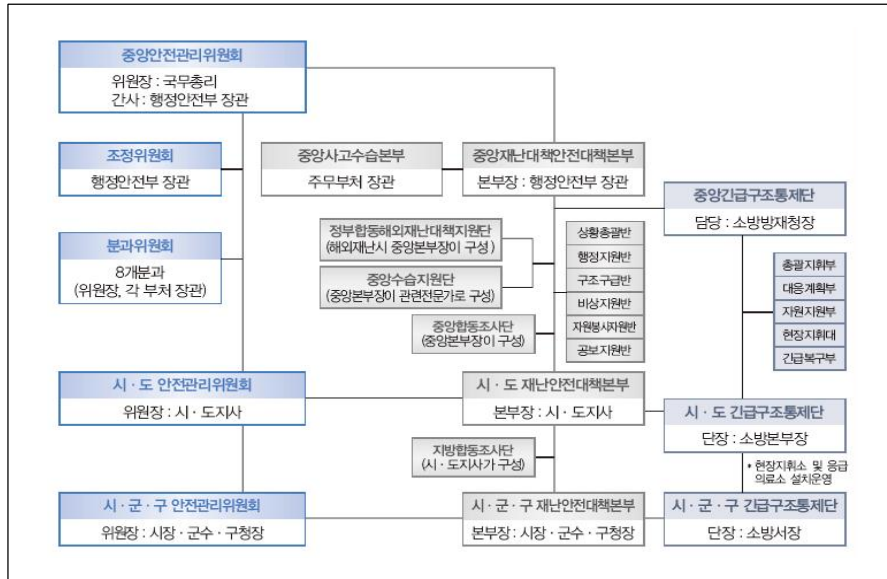 중앙안전관리위원회
위원장 : 국무총리
간사 : 행정안전부 장관
조정위원회
행정안전부 장관
중앙사고수습본부
주무부처 장관
중앙재난대책안전대책본부
본부장 : 행정안전부 장관
중앙긴급구조통제단
담당 : 소방방재청장
분과위원회
8개분과
(위원장, 각 부처 장관)
정부합동해외재난대책지원단
(해외재난시 중앙본부장이 구성)
중앙수습지원단
(중앙본부장이 관련전문가로 구성)
중앙합동조사단
(중앙본부장이 구성)
상황총괄반
행정지원반
구조구급반
비상지원반
자원봉사지원반
공보지원반
총괄지휘부
대응계획부
자원지원부
현장지휘대
긴급복구부
시 · 도 안전관리위원회
위원장 : 시 · 도지사
시 · 도 재난안전대책본부
본부장 : 시 · 도지사
시 · 도 긴급구조통제단
단장 : 소방본부장
지방합동조사단
(시 · 도지사가 구성)
• 현장지휘소 및 응급
의료소 설치운영
시 · 군 · 구 안전관리위원회
위원장 : 시장 · 군수 · 구청장
시 · 군 · 구 재난안전대책본부
본부장 : 시장 · 군수 · 구청장
시 · 군 · 구 긴급구조통제단
단장 : 소방서장